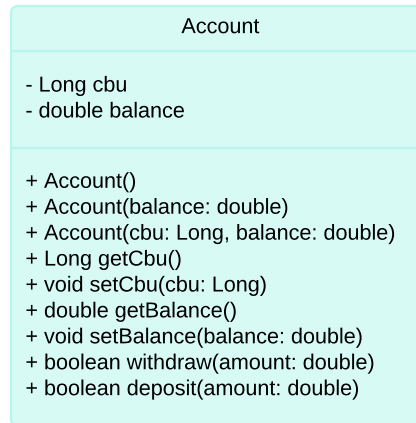 Account
- Long cbu
- double balance
+ Account()
+ Account(balance: double)
+ Account(cbu: Long, balance: double)
+ Long getCbu()
+ void setCbu(cbu: Long)
+ double getBalance()
+ void setBalance(balance: double)
+ boolean withdraw(amount: double)
+ boolean deposit(amount: double)